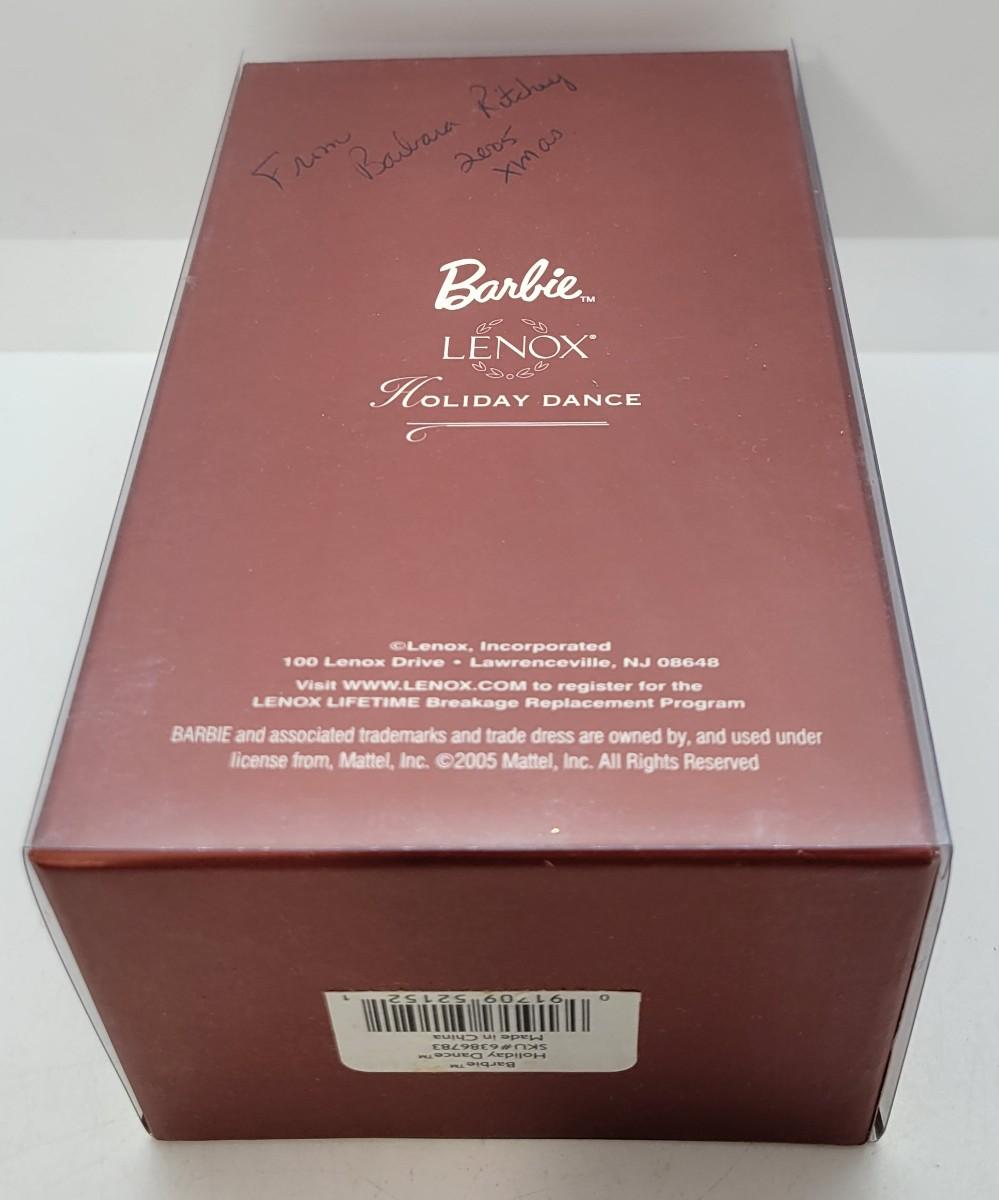 From
Barbara Ritchey
2005
Xmas
Barbie™
LENOX®
HOLIDAY DANCE
©Lenox, Incorporated
100 Lenox Drive • Lawrenceville, NJ 08648
Visit WWW.LENOX.COM to register for the
LENOX LIFETIME Breakage Replacement Program
BARBIE and associated trademarks and trade dress are owned by, and used under
license from, Mattel, Inc. ©2005 Mattel, Inc. All Rights Reserved
Barbie™
Holiday Dance™
SKU#6386783
Made in China
0 91709 52152 1